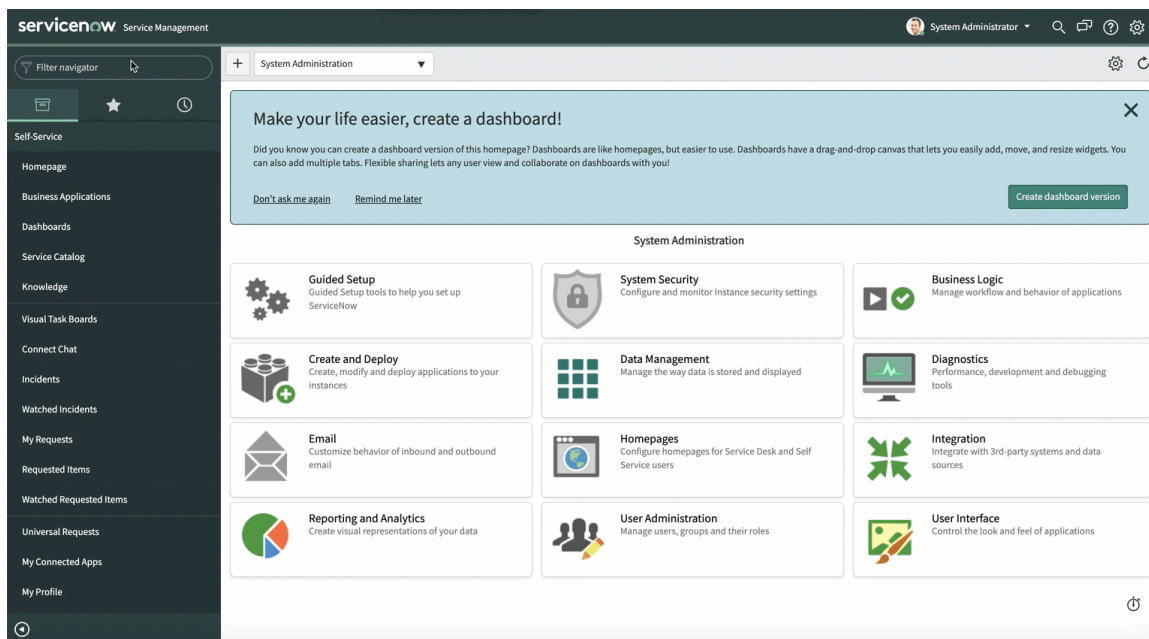 servicenow Service Management
System Administrator
Filter navigator
Self-Service
Homepage
Business Applications
Dashboards
Service Catalog
Knowledge
Visual Task Boards
Connect Chat
Incidents
Watched Incidents
My Requests
Requested Items
Watched Requested Items
Universal Requests
My Connected Apps
My Profile
System Administration
Make your life easier, create a dashboard!
Did you know you can create a dashboard version of this homepage? Dashboards are like homepages, but easier to use. Dashboards have a drag-and-drop canvas that lets you easily add, move, and resize widgets. You
can also add multiple tabs. Flexible sharing lets any user view and collaborate on dashboards with you!
Don't ask me again
Remind me later
Create dashboard version
System Administration
Guided Setup
Guided Setup tools to help you set up
ServiceNow
System Security
Configure and monitor Instance security settings
Business Logic
Manage workflow and behavior of applications
Create and Deploy
Create, modify and deploy applications to your
instances
Data Management
Manage the way data is stored and displayed
Diagnostics
Performance, development and debugging
tools
Email
Customize behavior of inbound and outbound
email
Homepages
Configure homepages for Service Desk and Self
Service users
Integration
Integrate with 3rd-party systems and data
sources
Reporting and Analytics
Create visual representations of your data
User Administration
Manage users, groups and their roles
User Interface
Control the look and feel of applications